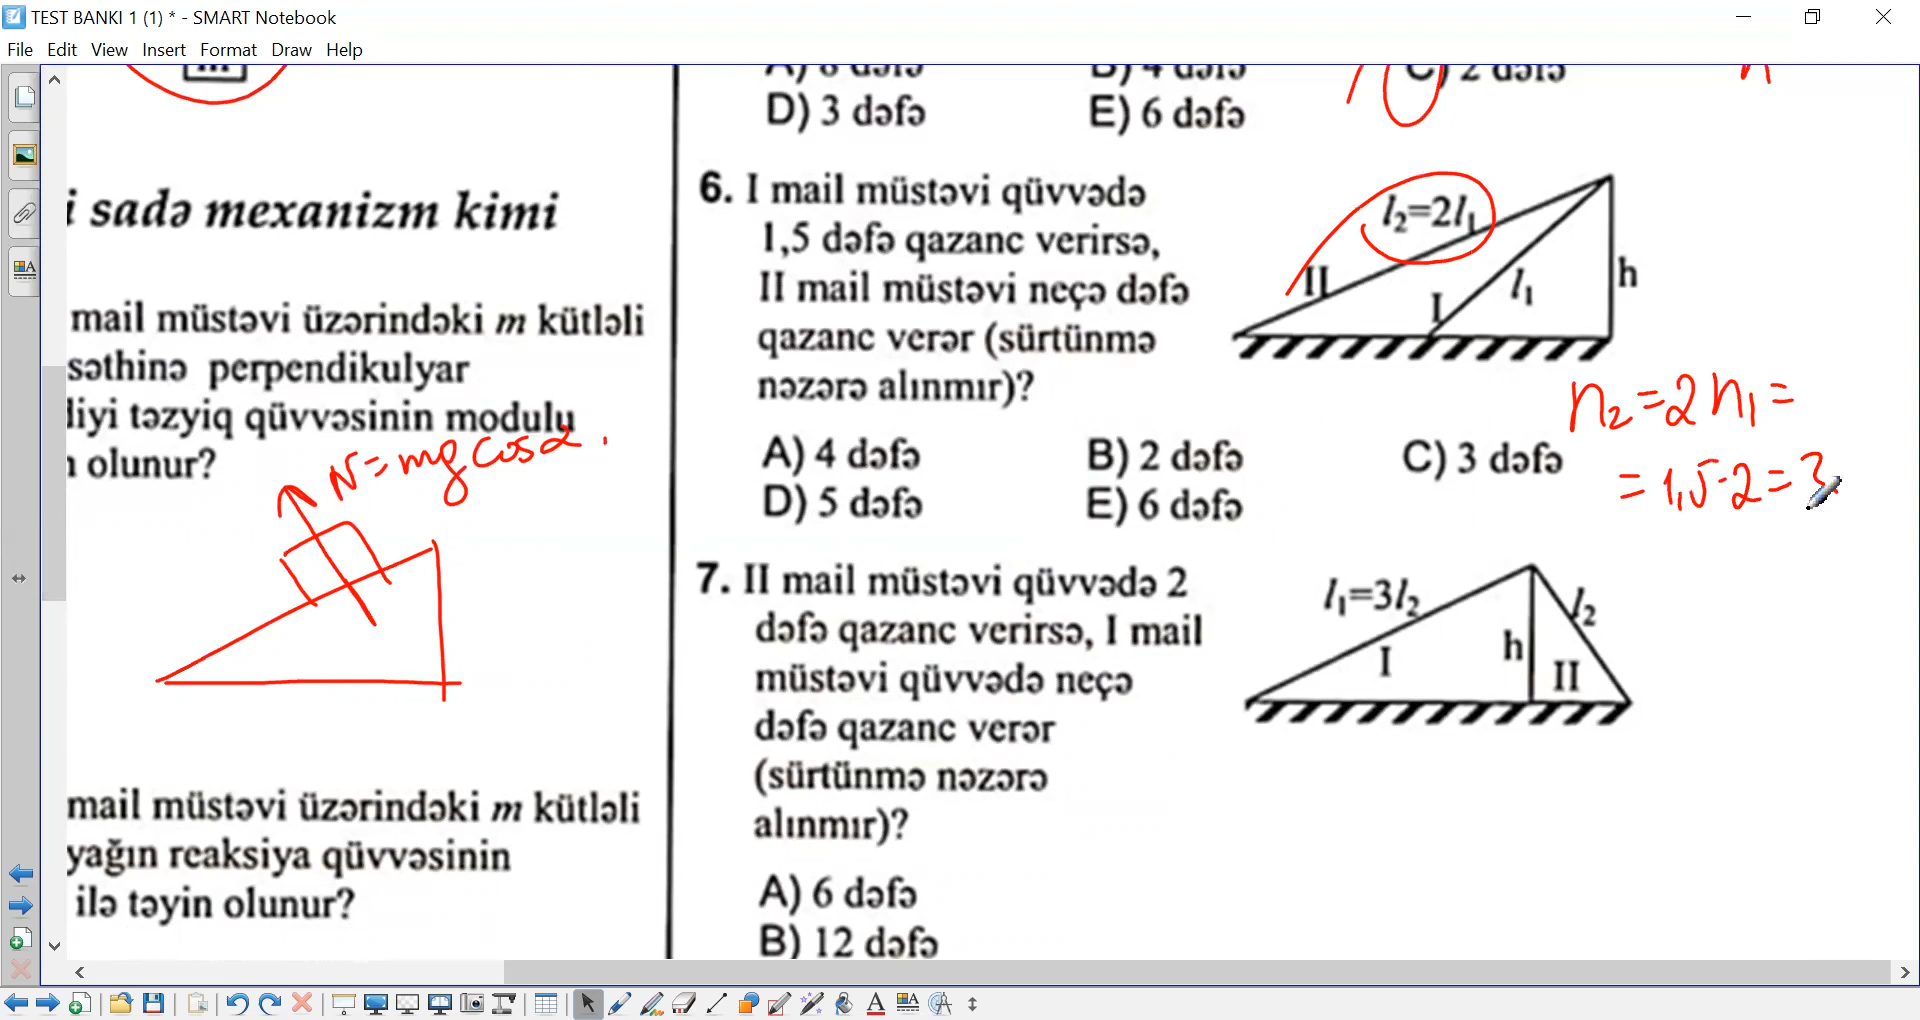 TEST BANKI 1 (1) * - SMART Notebook
File Edit View Insert Format Draw Help
D) 3 dəfə
E) 6 dəfə
i sadə mexanizm kimi
mail müstəvi üzərindəki m kütləli
səthinə perpendikulyar
liyi təzyiq qüvvəsinin modulu
olunur?
N=mg cosα.
mail müstəvi üzərindəki m kütləli
yağın reaksiya qüvvəsinin
ilə təyin olunur?
6. I mail müstəvi qüvvədə
1,5 dəfə qazanc verirsə,
II mail müstəvi neçə dəfə
qazanc verər (sürtünmə
nəzərə alınmır)?
l₂=2l₁
II
I
l₁
h
A) 4 dəfə
B) 2 dəfə
C) 3 dəfə
D) 5 dəfə
E) 6 dəfə
n₂=2n₁=
=1,5·2=3.
7. II mail müstəvi qüvvədə 2
dəfə qazanc verirsə, I mail
müstəvi qüvvədə neçə
dəfə qazanc verər
(sürtünmə nəzərə
alınmır)?
l₁=3l₂
l₂
I
h
II
A) 6 dəfə
B) 12 dəfə